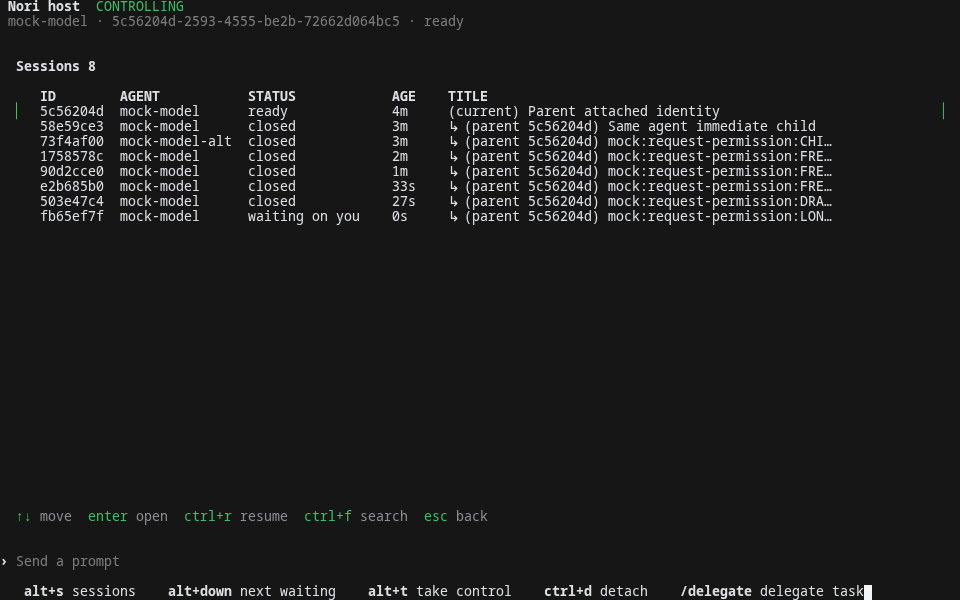 Nori host  CONTROLLING
mock-model · 5c56204d-2593-4555-be2b-72662d064bc5 · ready
Sessions 8
ID  AGENT  STATUS  AGE  TITLE
5c56204d  mock-model  ready  4m  (current) Parent attached identity
58e59ce3  mock-model  closed  3m  ↳ (parent 5c56204d) Same agent immediate child
73f4af00  mock-model-alt  closed  3m  ↳ (parent 5c56204d) mock:request-permission:CHI…
1758578c  mock-model  closed  2m  ↳ (parent 5c56204d) mock:request-permission:FRE…
90d2cce0  mock-model  closed  1m  ↳ (parent 5c56204d) mock:request-permission:FRE…
e2b685b0  mock-model  closed  33s  ↳ (parent 5c56204d) mock:request-permission:FRE…
503e47c4  mock-model  closed  27s  ↳ (parent 5c56204d) mock:request-permission:DRA…
fb65ef7f  mock-model  waiting on you  0s  ↳ (parent 5c56204d) mock:request-permission:LON…
↑↓ move  enter open  ctrl+r resume  ctrl+f search  esc back
› Send a prompt
alt+s sessions  alt+down next waiting  alt+t take control  ctrl+d detach  /delegate delegate task